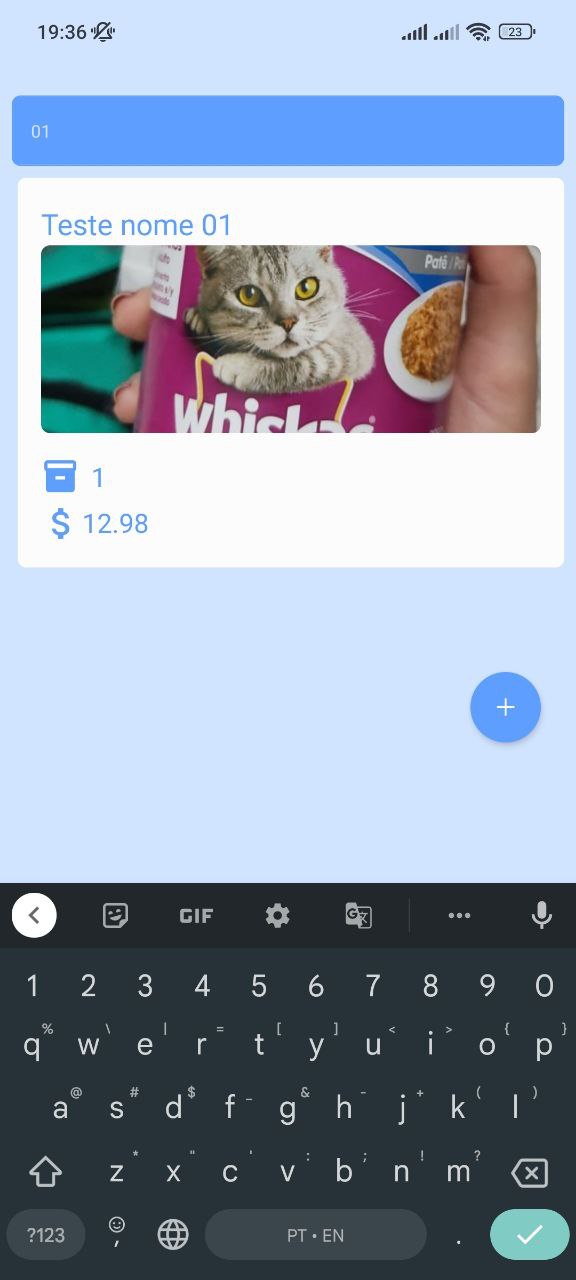 19:36
23
01
Teste nome 01
Patê /
whiskas
®
1
$ 12.98
+
GIF
1 2 3 4 5 6 7 8 9 0
% \ | = [ ] < > { }
q w e r t y u i o p
@ # $ _ & - + ( )
a s d f g h j k l
* " ' : ; ! ?
z x c v b n m
?123 , PT • EN .